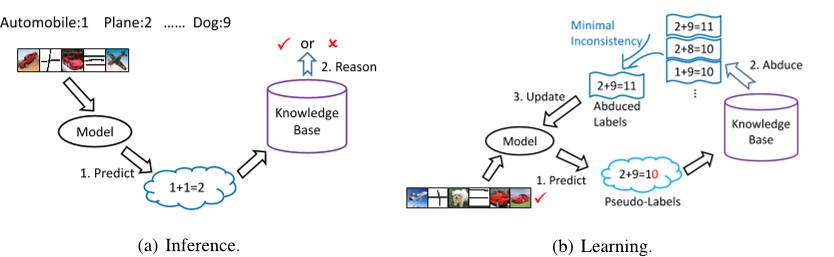 Automobile:1 Plane:2 ...... Dog:9
✓ or ×
2. Reason
Knowledge
Base
Model
1. Predict
1+1=2
(a) Inference.
Minimal
Inconsistency
2+9=11
2+8=10
1+9=10
⋮
2. Abduce
2+9=11
3. Update
Abduced
Labels
Knowledge
Base
Model
1. Predict
2+9=10
Pseudo-Labels
✓
(b) Learning.